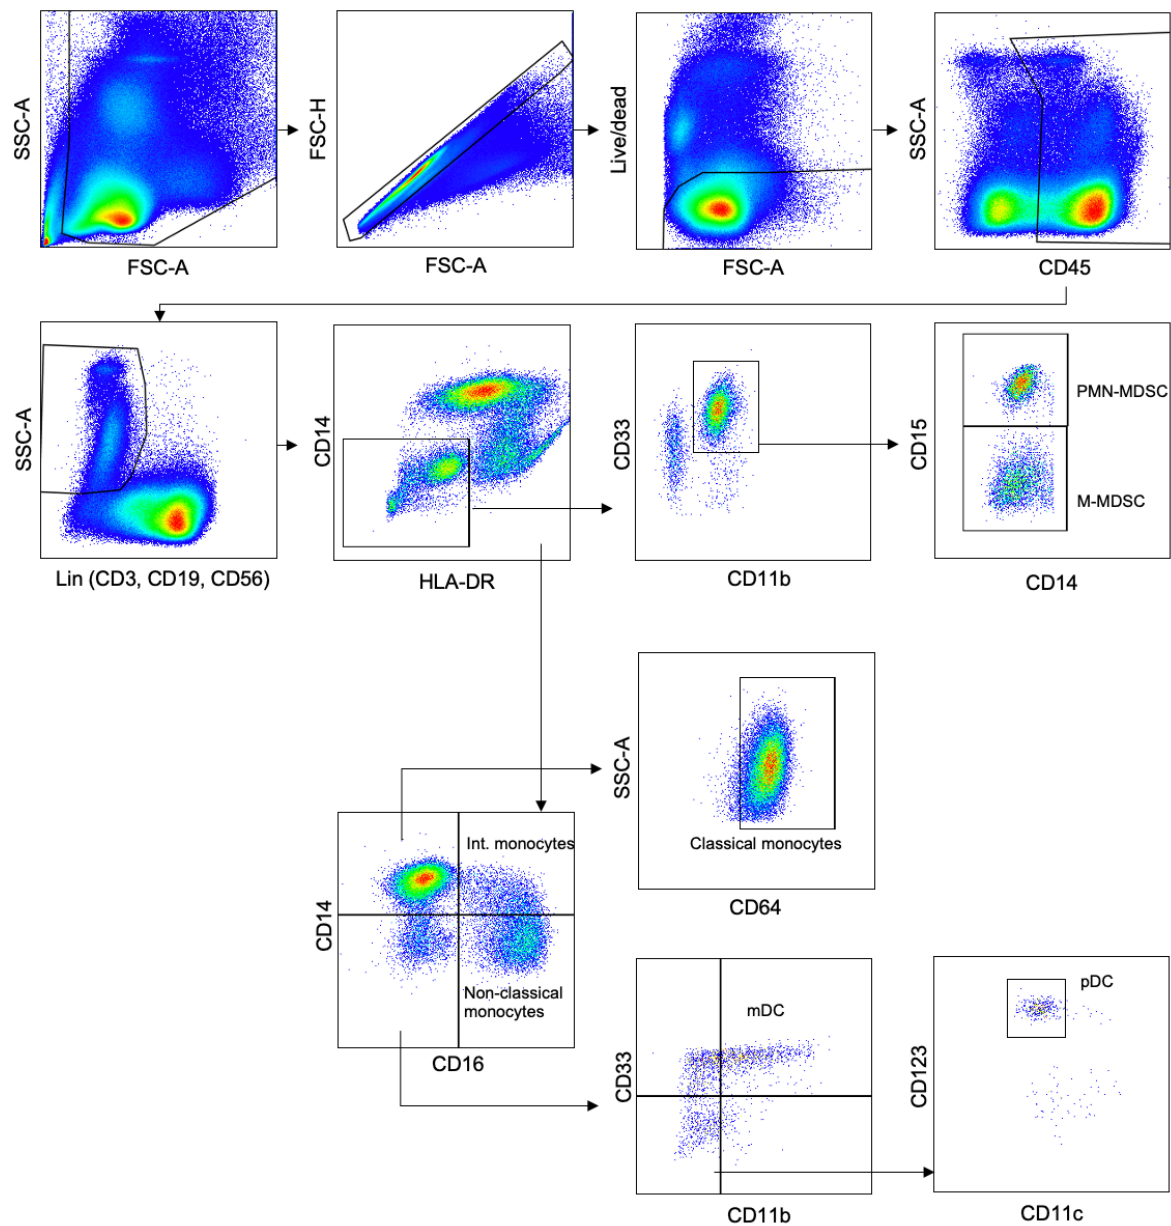 SSC-A
FSC-A
FSC-H
FSC-A
Live/dead
FSC-A
SSC-A
CD45
SSC-A
Lin (CD3, CD19, CD56)
CD14
HLA-DR
CD33
CD11b
CD15
PMN-MDSC
M-MDSC
CD14
SSC-A
Classical monocytes
CD64
CD14
Int. monocytes
Non-classical
monocytes
CD16
CD33
mDC
CD11b
CD123
pDC
CD11c